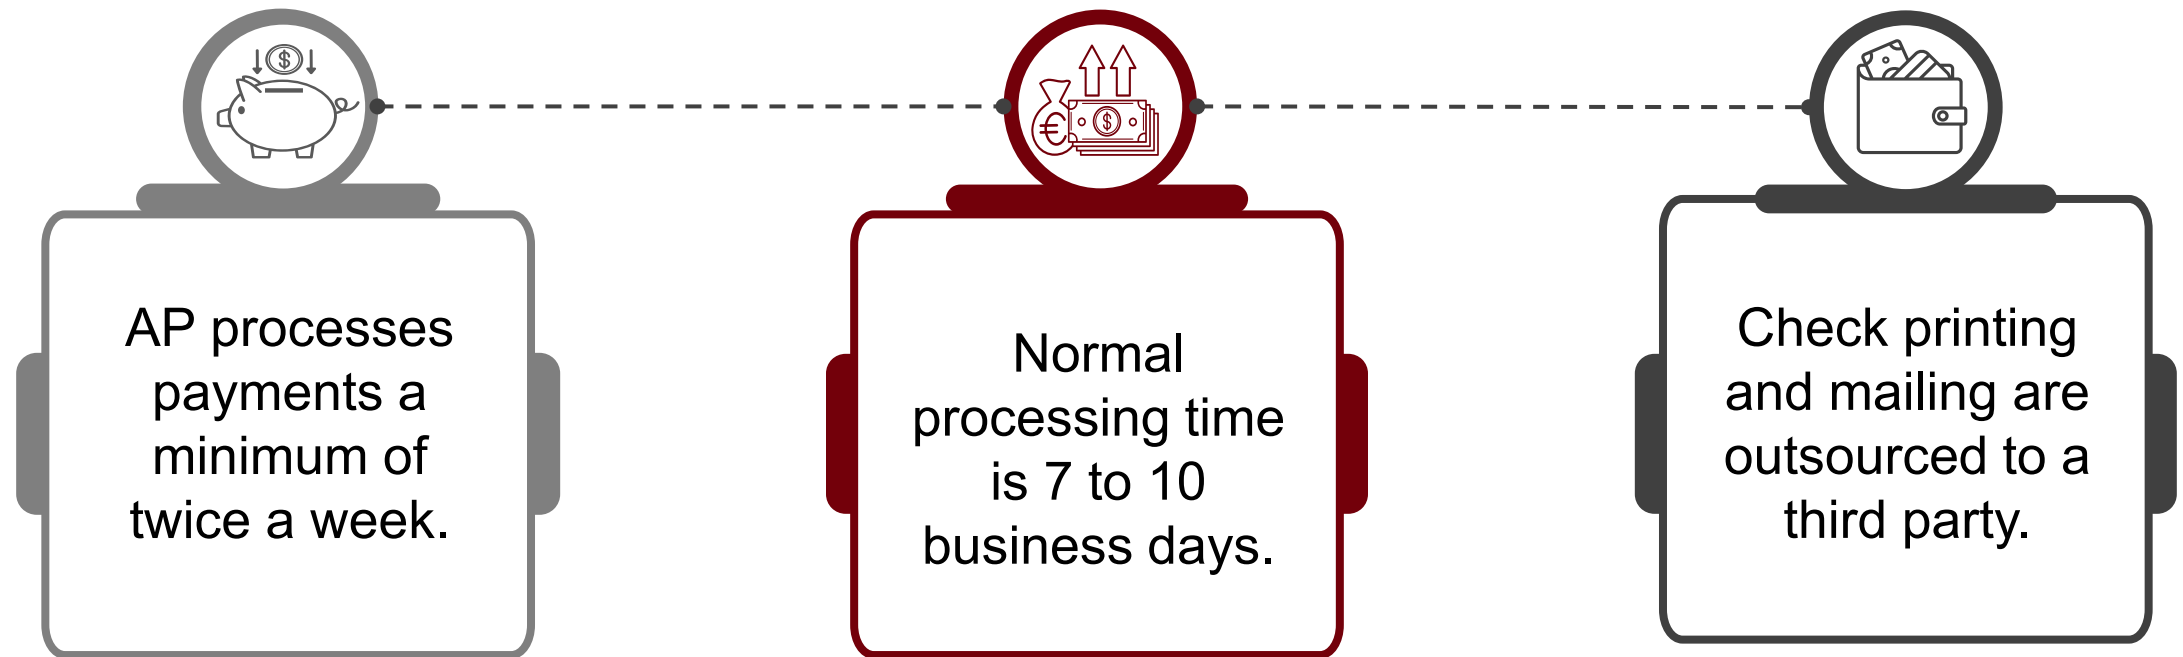 $
AP processes
payments a
minimum of
twice a week.
€
$
Normal
processing time
is 7 to 10
business days.
Check printing
and mailing are
outsourced to a
third party.